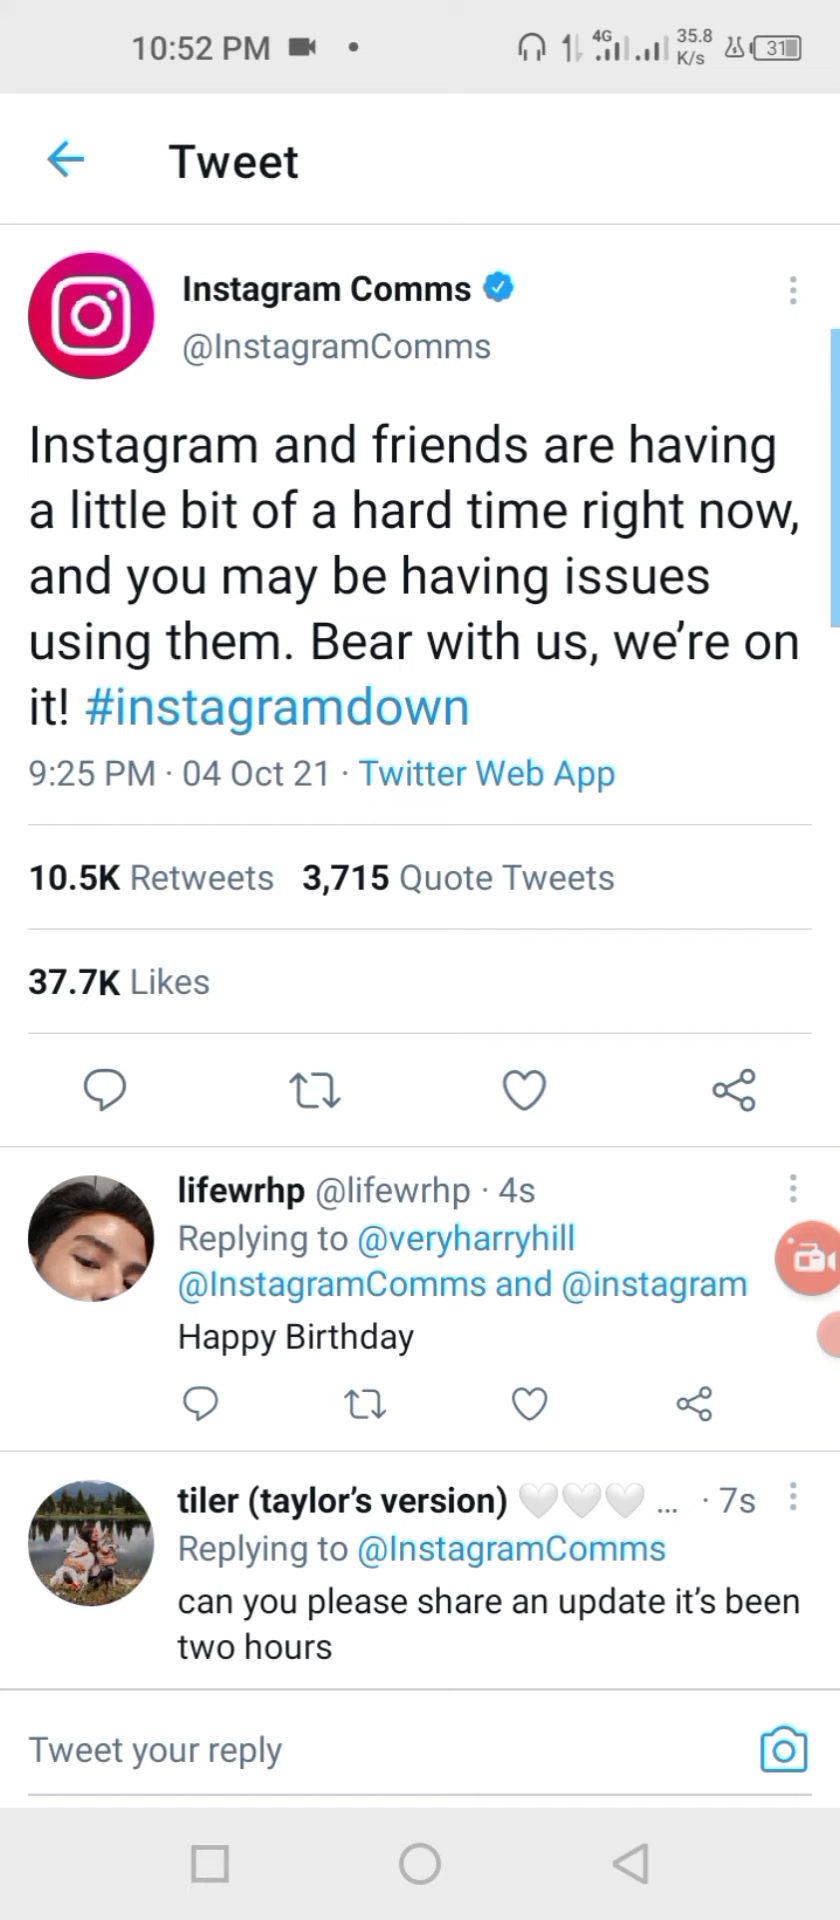 10:52 PM
4G
35.8
K/s
31
Tweet
Instagram Comms
@InstagramComms
Instagram and friends are having
a little bit of a hard time right now,
and you may be having issues
using them. Bear with us, we’re on
it! #instagramdown
9:25 PM · 04 Oct 21 · Twitter Web App
10.5K Retweets 3,715 Quote Tweets
37.7K Likes
lifewrhp @lifewrhp · 4s
Replying to @veryharryhill
@InstagramComms and @instagram
Happy Birthday
tiler (taylor’s version) 🤍🤍🤍 ... · 7s
Replying to @InstagramComms
can you please share an update it’s been
two hours
Tweet your reply